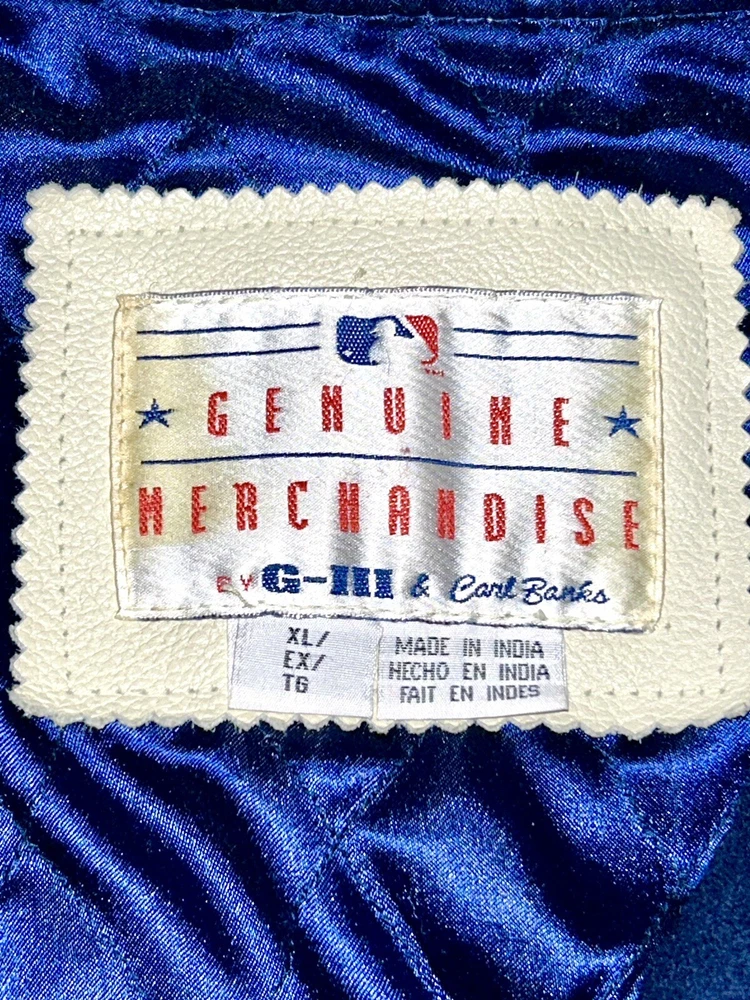 GENUINE
MERCHANDISE
BY G-III & Carl Banks
XL/
EX/
TG
MADE IN INDIA
HECHO EN INDIA
FAIT EN INDES